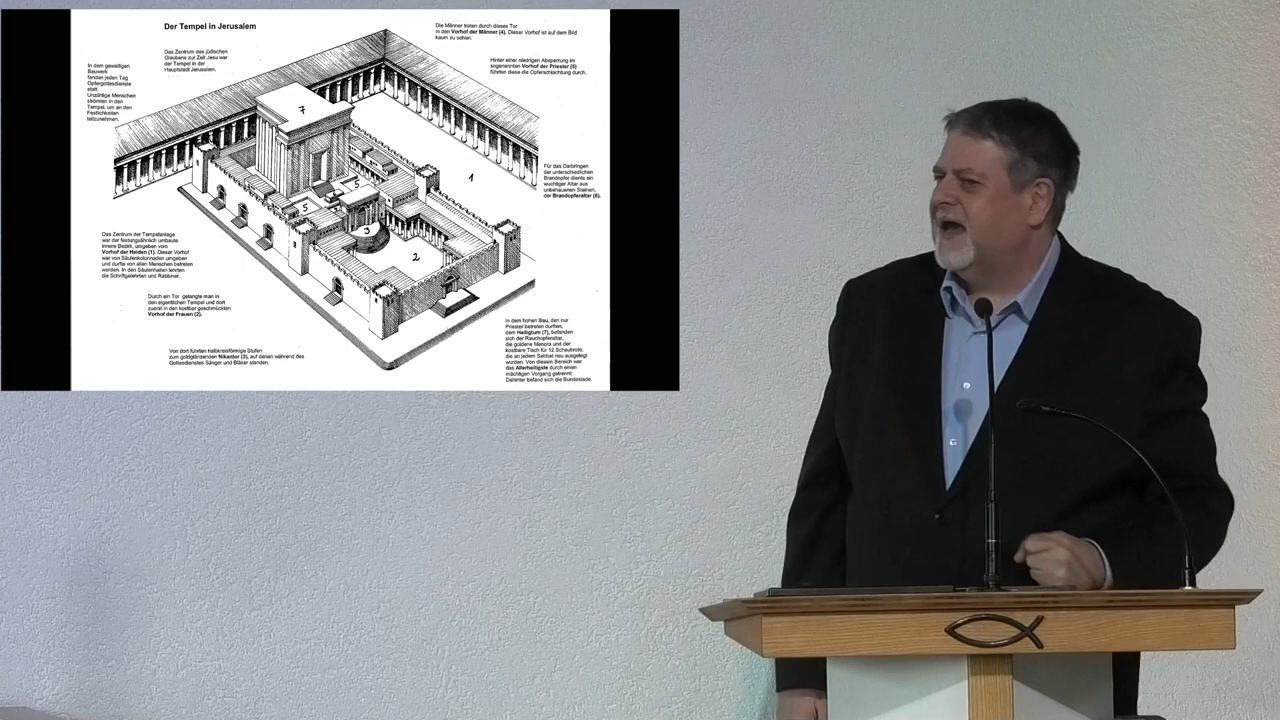 Der Tempel in Jerusalem
Das Zentrum des jüdischen
Glaubens zur Zeit Jesu war
der Tempel in der
Hauptstadt Jerusalem.
In dem gewaltigen
Bauwerk
fanden jeden Tag
Opfergottesdienste
statt.
Unzählige Menschen
strömten in den
Tempel, um an den
Festlichkeiten
teilzunehmen.
Die Männer traten durch dieses Tor
in den Vorhof der Männer (4). Dieser Vorhof ist auf dem Bild
kaum zu sehen.
Hinter einer niedrigen Absperrung im
sogenannten Vorhof der Priester (5)
führten diese die Opferschlachtung durch.
Für das Darbringen
der unterschiedlichen
Brandopfer diente ein
wuchtiger Altar aus
unbehauenen Steinen,
der Brandopferaltar (6).
7
1
5
5
3
2
Das Zentrum der Tempelanlage
war der festungsähnlich umbaute
innere Bezirk, umgeben vom
Vorhof der Heiden (1). Dieser Vorhof
war von Säulenkolonnaden umgeben
und durfte von allen Menschen betreten
werden. In den Säulenhallen lehrten
die Schriftgelehrten und Rabbiner.
Durch ein Tor gelangte man in
den eigentlichen Tempel und dort
zuerst in den kostbar geschmückten
Vorhof der Frauen (2).
Von dort führten halbkreisförmige Stufen
zum goldglänzenden Nikantor (3), auf denen während des
Gottesdienstes Sänger und Bläser standen.
In dem hohen Bau, den nur
Priester betreten durften,
dem Heiligtum (7), befanden
sich der Rauchopferaltar,
die goldene Menora und der
kostbare Tisch für 12 Schaubrote,
die an jedem Sabbat neu ausgelegt
wurden. Von diesem Bereich war
das Allerheiligste durch einen
mächtigen Vorgang getrennt:
Dahinter befand sich die Bundeslade.